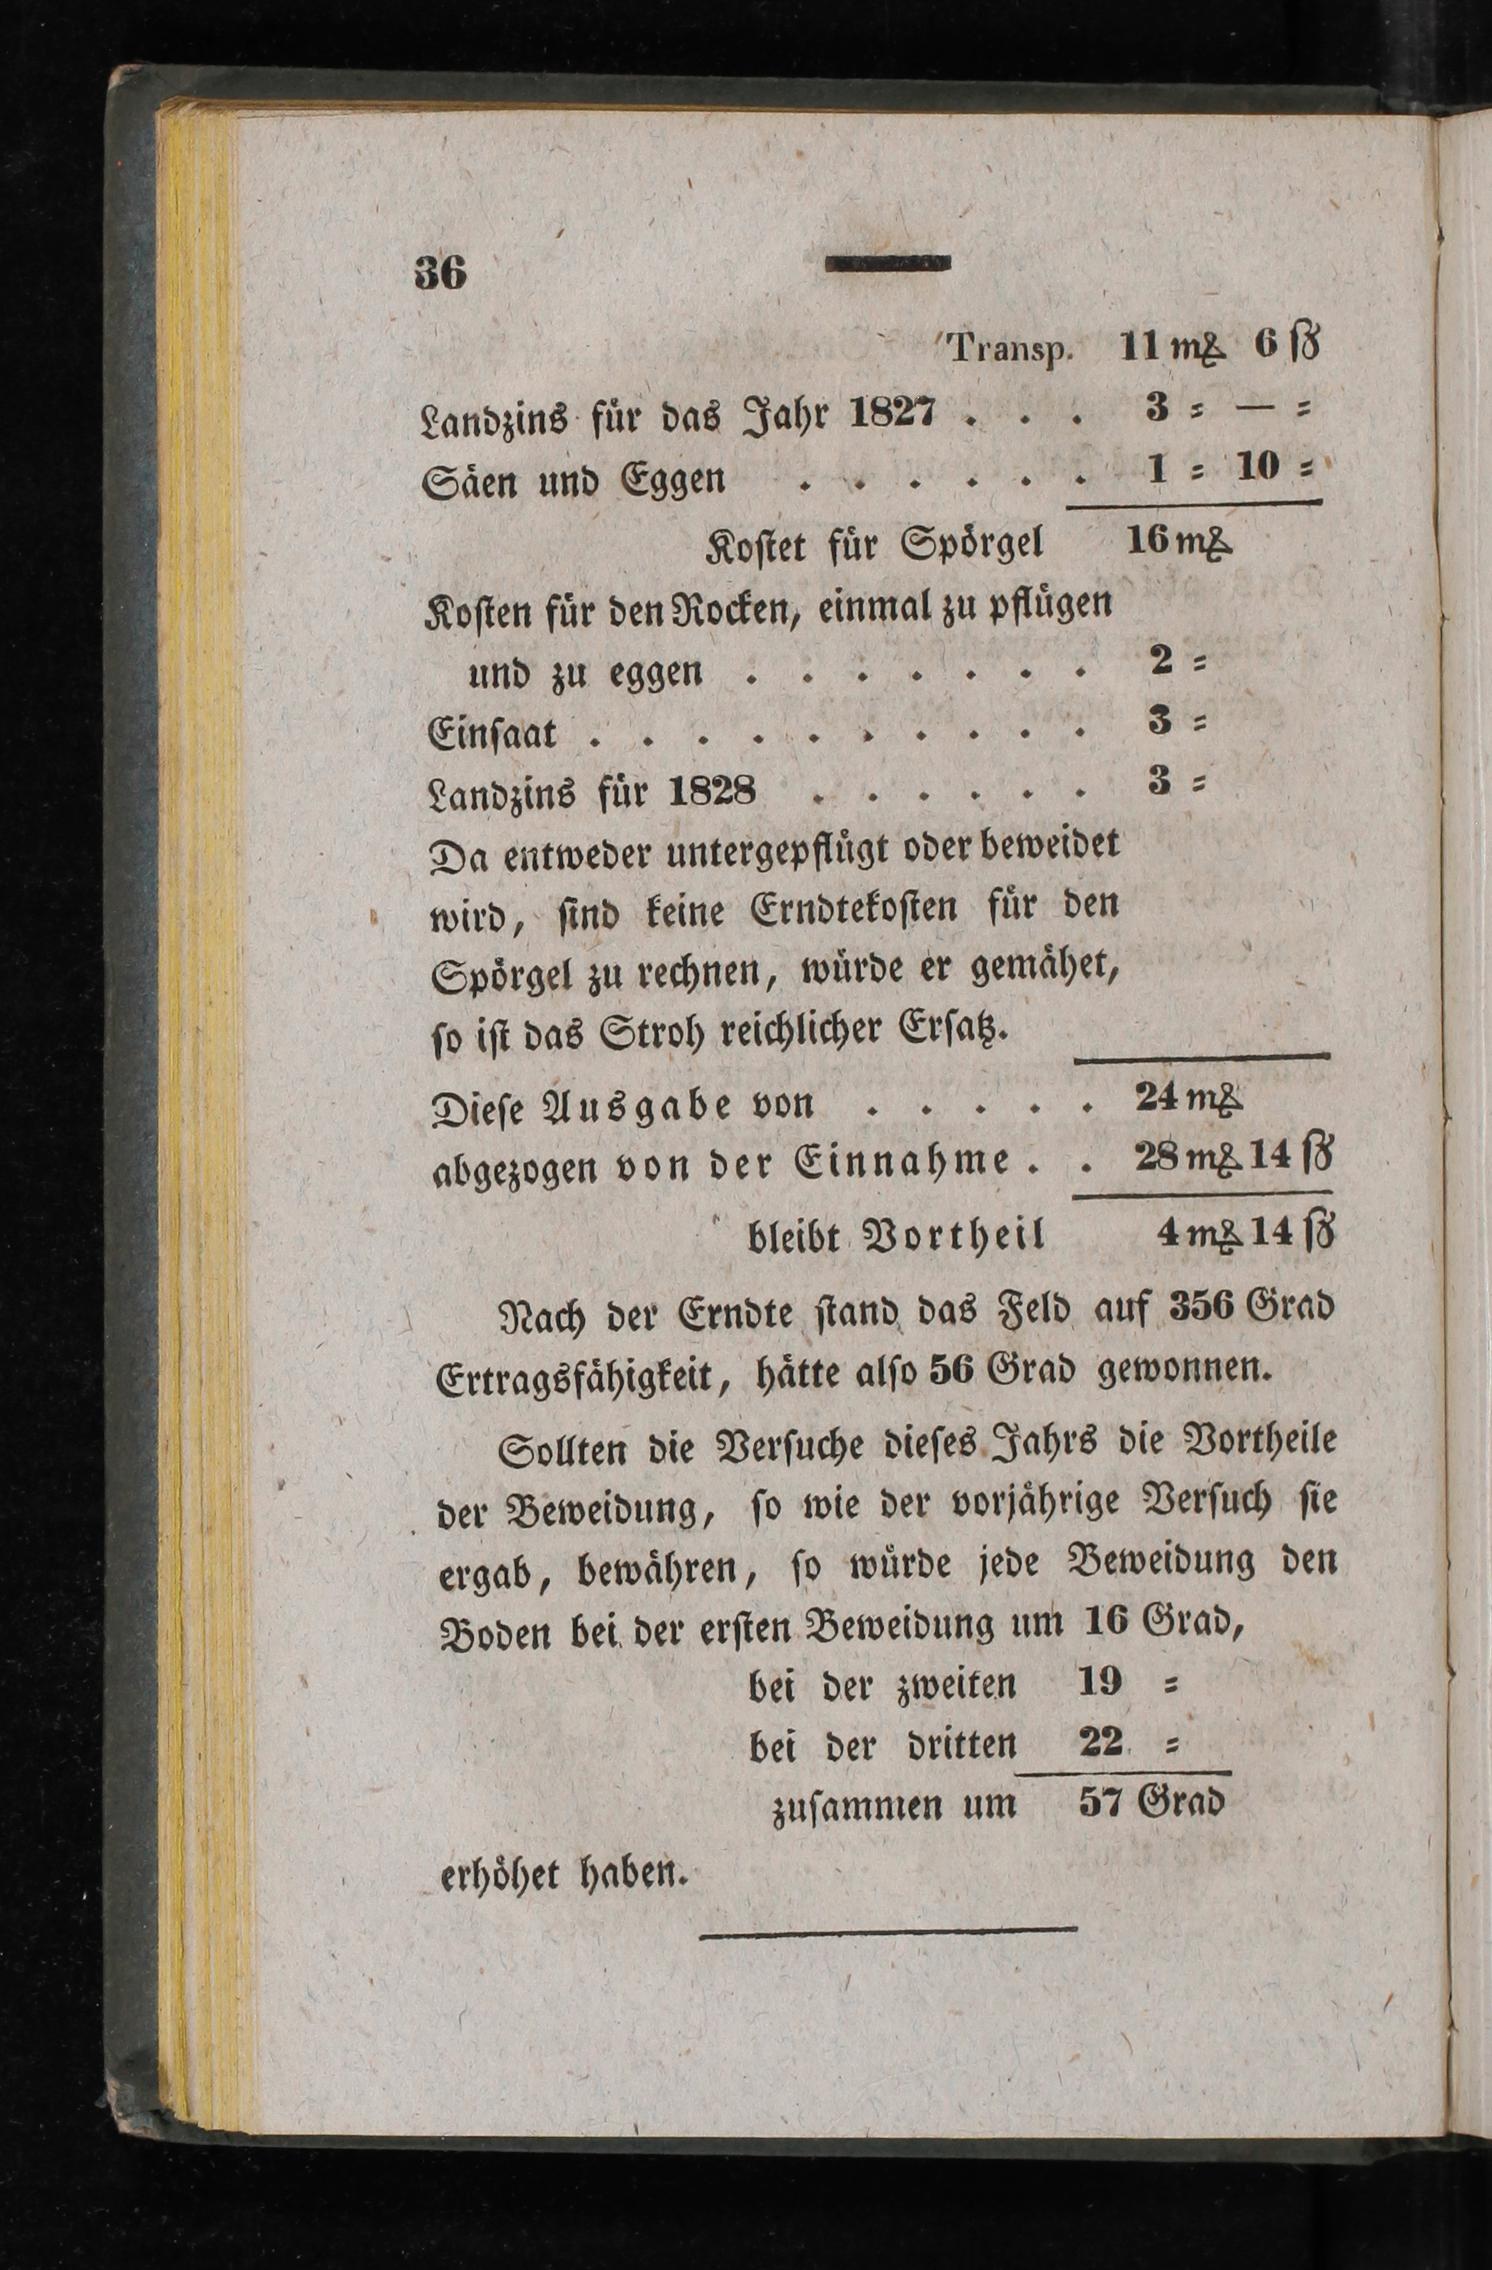 36
Transp. 11 m℔ 6 ſß
Landzins für das Jahr 1827 . . . 3 = — =
Säen und Eggen . . . . . . 1 = 10 =
Koſtet für Spörgel 16 m℔
Koſten für den Rocken, einmal zu pflügen
und zu eggen . . . . . . . 2 =
Einſaat . . . . . . . . . . 3 =
Landzins für 1828 . . . . . . 3 =
Da entweder untergepflügt oder beweidet
wird, ſind keine Erndtekoſten für den
Spörgel zu rechnen, würde er gemähet,
ſo iſt das Stroh reichlicher Erſatz.
Dieſe Ausgabe von . . . . . 24 m℔
abgezogen von der Einnahme . . 28 m℔ 14 ſß
bleibt Vortheil 4 m℔ 14 ſß
Nach der Erndte ſtand das Feld auf 356 Grad
Ertragsfähigkeit, hätte alſo 56 Grad gewonnen.
Sollten die Verſuche dieſes Jahrs die Vortheile
der Beweidung, ſo wie der vorjährige Verſuch ſie
ergab, bewähren, ſo würde jede Beweidung den
Boden bei der erſten Beweidung um 16 Grad,
bei der zweiten 19 =
bei der dritten 22 =
zuſammen um 57 Grad
erhöhet haben.